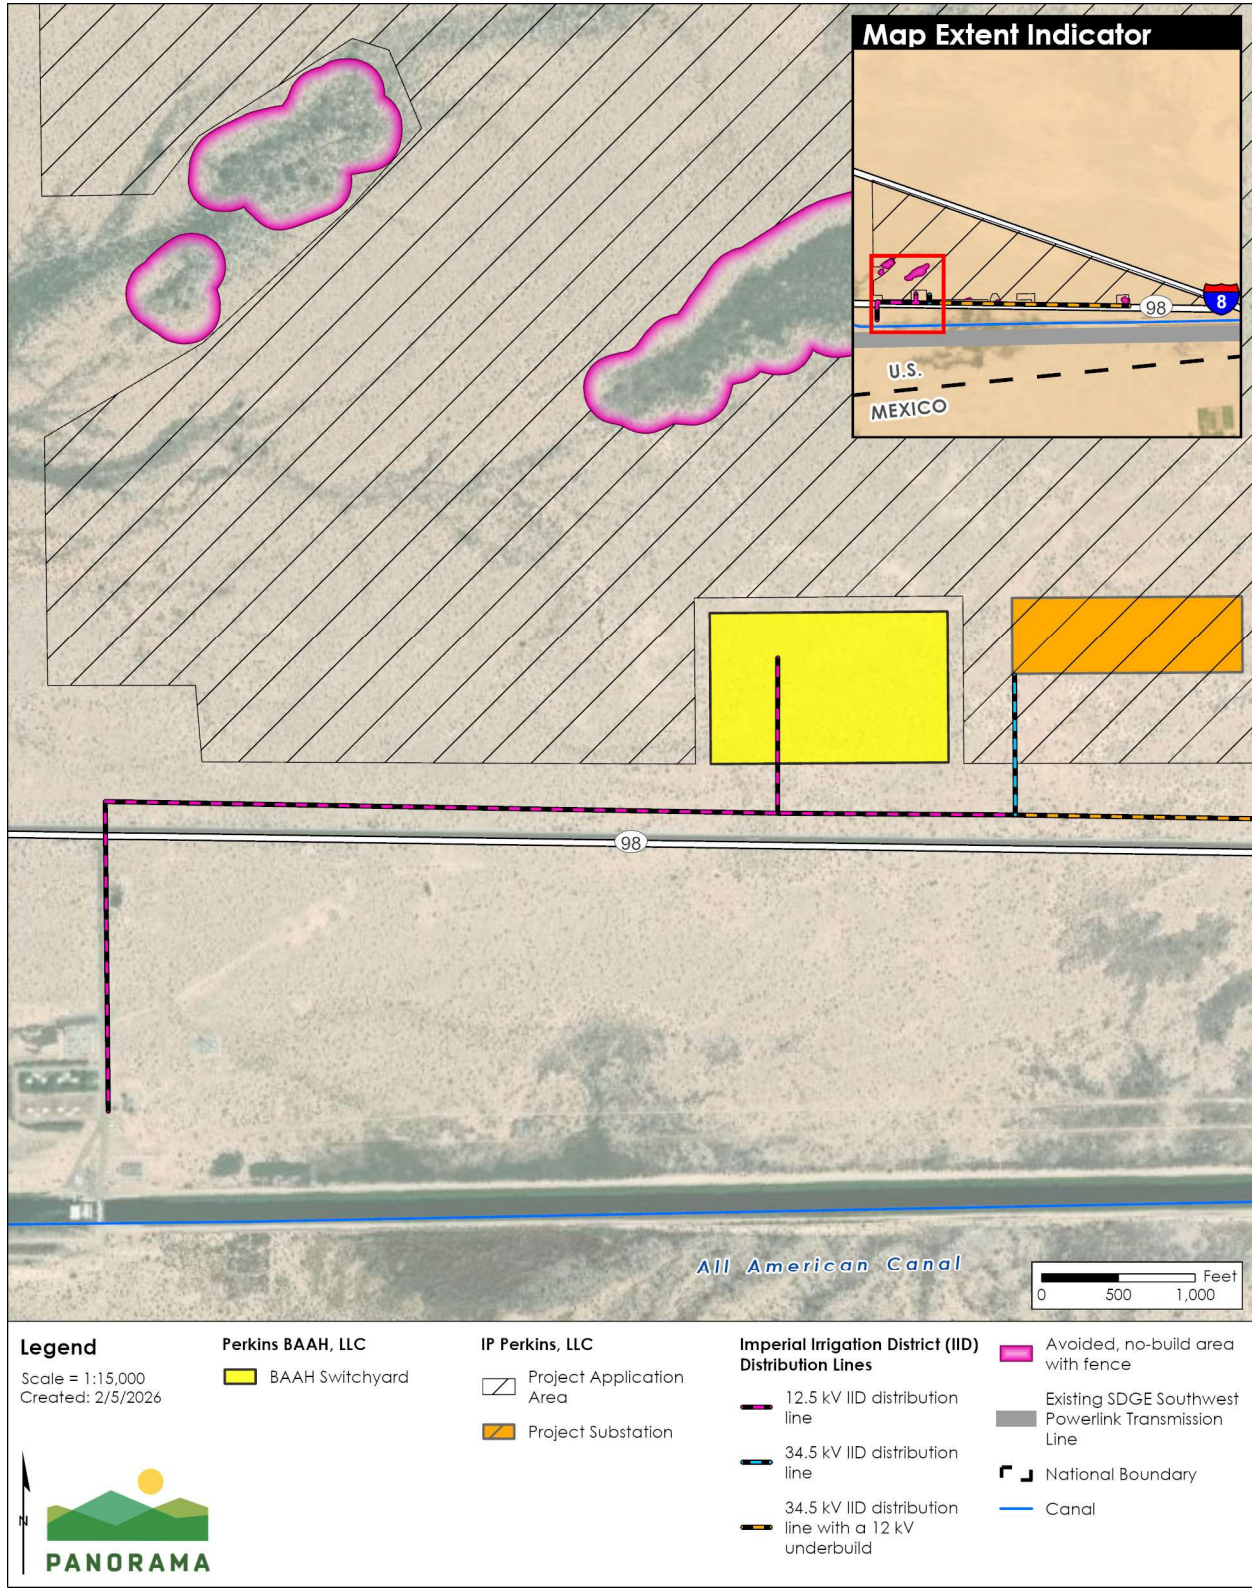 Map Extent Indicator
98
8
U.S.
MEXICO
98
All American Canal
Feet
0 500 1,000
Legend
Scale = 1:15,000
Created: 2/5/2026
N
PANORAMA
Perkins BAAH, LLC
BAAH Switchyard
IP Perkins, LLC
Project Application
Area
Project Substation
Imperial Irrigation District (IID)
Distribution Lines
12.5 kV IID distribution
line
34.5 kV IID distribution
line
34.5 kV IID distribution
line with a 12 kV
underbuild
Avoided, no-build area
with fence
Existing SDGE Southwest
Powerlink Transmission
Line
National Boundary
Canal